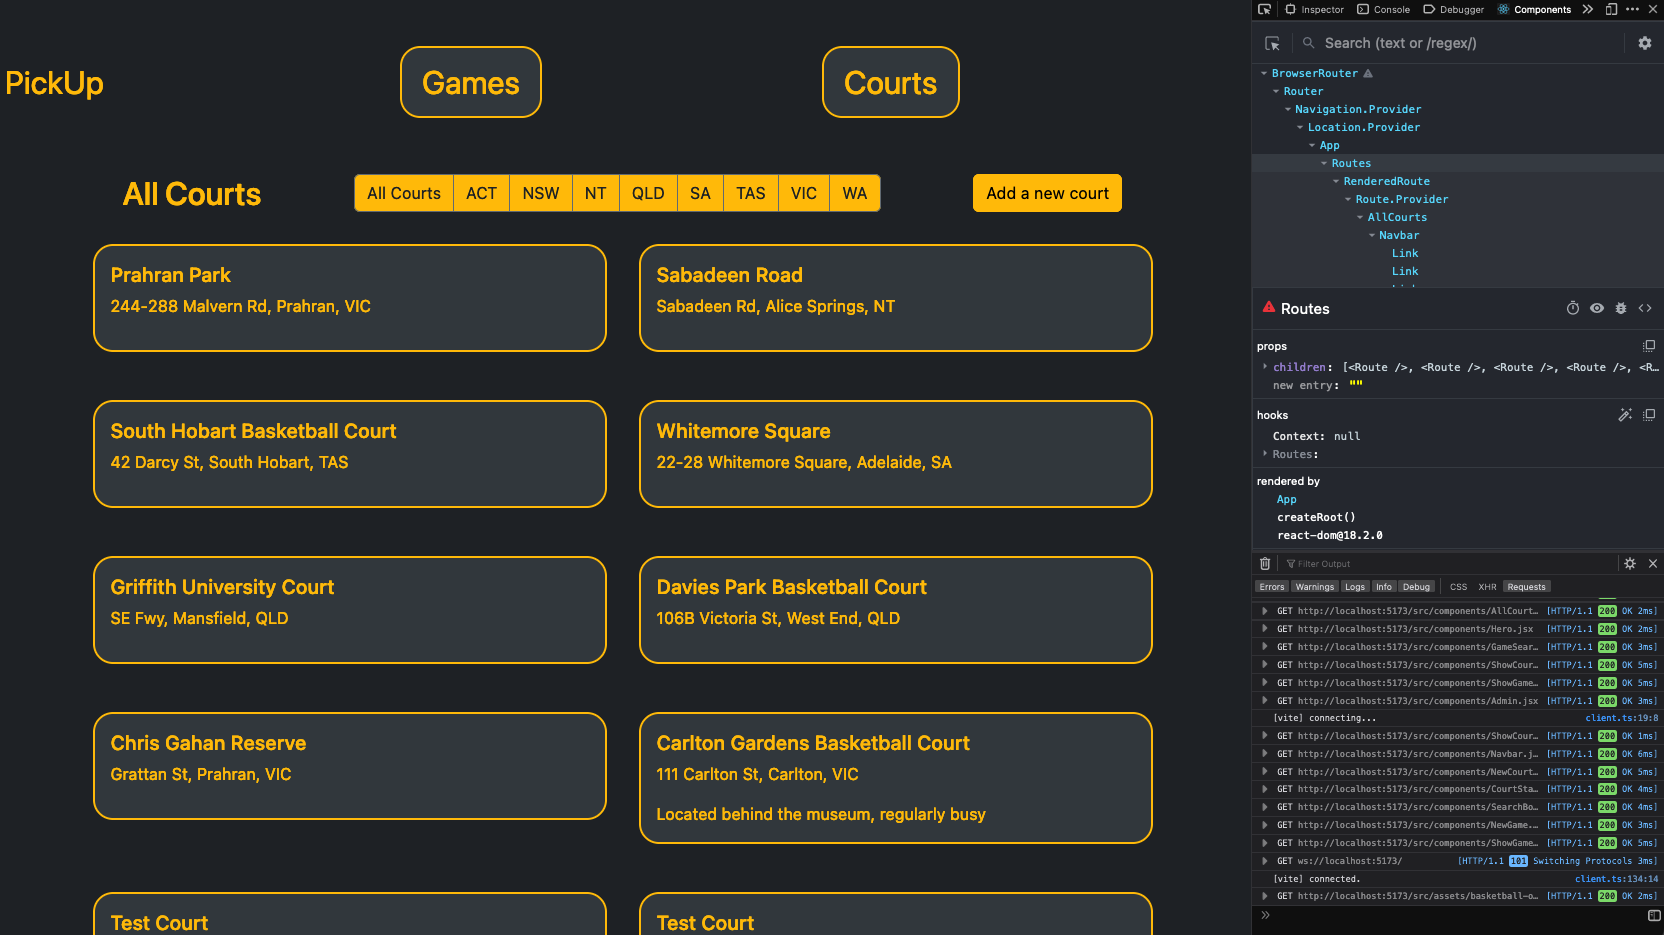 PickUp
Games
Courts
All Courts
All Courts ACT NSW NT QLD SA TAS VIC WA
Add a new court
Prahran Park
244-288 Malvern Rd, Prahran, VIC
Sabadeen Road
Sabadeen Rd, Alice Springs, NT
South Hobart Basketball Court
42 Darcy St, South Hobart, TAS
Whitemore Square
22-28 Whitemore Square, Adelaide, SA
Griffith University Court
SE Fwy, Mansfield, QLD
Davies Park Basketball Court
106B Victoria St, West End, QLD
Chris Gahan Reserve
Grattan St, Prahran, VIC
Carlton Gardens Basketball Court
111 Carlton St, Carlton, VIC
Located behind the museum, regularly busy
Test Court
Test Court
Inspector Console Debugger Components
Search (text or /regex/)
BrowserRouter
Router
Navigation.Provider
Location.Provider
App
Routes
RenderedRoute
Route.Provider
AllCourts
Navbar
Link
Link
Routes
props
children: [<Route />, <Route />, <Route />, <Route />, <R…
new entry: ""
hooks
Context: null
Routes:
rendered by
App
createRoot()
react-dom@18.2.0
Filter Output
Errors Warnings Logs Info Debug CSS XHR Requests
GET http://localhost:5173/src/components/AllCourt… [HTTP/1.1 200 OK 2ms]
GET http://localhost:5173/src/components/Hero.jsx [HTTP/1.1 200 OK 2ms]
GET http://localhost:5173/src/components/GameSear… [HTTP/1.1 200 OK 3ms]
GET http://localhost:5173/src/components/ShowCour… [HTTP/1.1 200 OK 5ms]
GET http://localhost:5173/src/components/ShowGame… [HTTP/1.1 200 OK 5ms]
GET http://localhost:5173/src/components/Admin.jsx [HTTP/1.1 200 OK 3ms]
[vite] connecting... client.ts:19:8
GET http://localhost:5173/src/components/ShowCour… [HTTP/1.1 200 OK 1ms]
GET http://localhost:5173/src/components/Navbar.j… [HTTP/1.1 200 OK 6ms]
GET http://localhost:5173/src/components/NewCourt… [HTTP/1.1 200 OK 5ms]
GET http://localhost:5173/src/components/CourtSta… [HTTP/1.1 200 OK 4ms]
GET http://localhost:5173/src/components/SearchBo… [HTTP/1.1 200 OK 4ms]
GET http://localhost:5173/src/components/NewGame.… [HTTP/1.1 200 OK 3ms]
GET http://localhost:5173/src/components/ShowGame… [HTTP/1.1 200 OK 5ms]
GET ws://localhost:5173/ [HTTP/1.1 101 Switching Protocols 3ms]
[vite] connected. client.ts:134:14
GET http://localhost:5173/src/assets/basketball-o… [HTTP/1.1 200 OK 2ms]